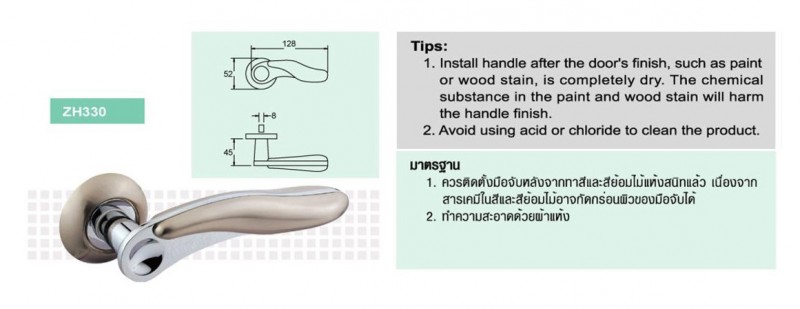 ZH330
128
52
8
45
Tips:
1. Install handle after the door's finish, such as paint
or wood stain, is completely dry. The chemical
substance in the paint and wood stain will harm
the handle finish.
2. Avoid using acid or chloride to clean the product.
มาตรฐาน
1. ควรติดตั้งมือจับหลังจากทาสีและสีย้อมไม้แห้งสนิทแล้ว เนื่องจาก
สารเคมีในสีและสีย้อมไม้อาจกัดกร่อนผิวของมือจับได้
2. ทำความสะอาดด้วยผ้าแห้ง